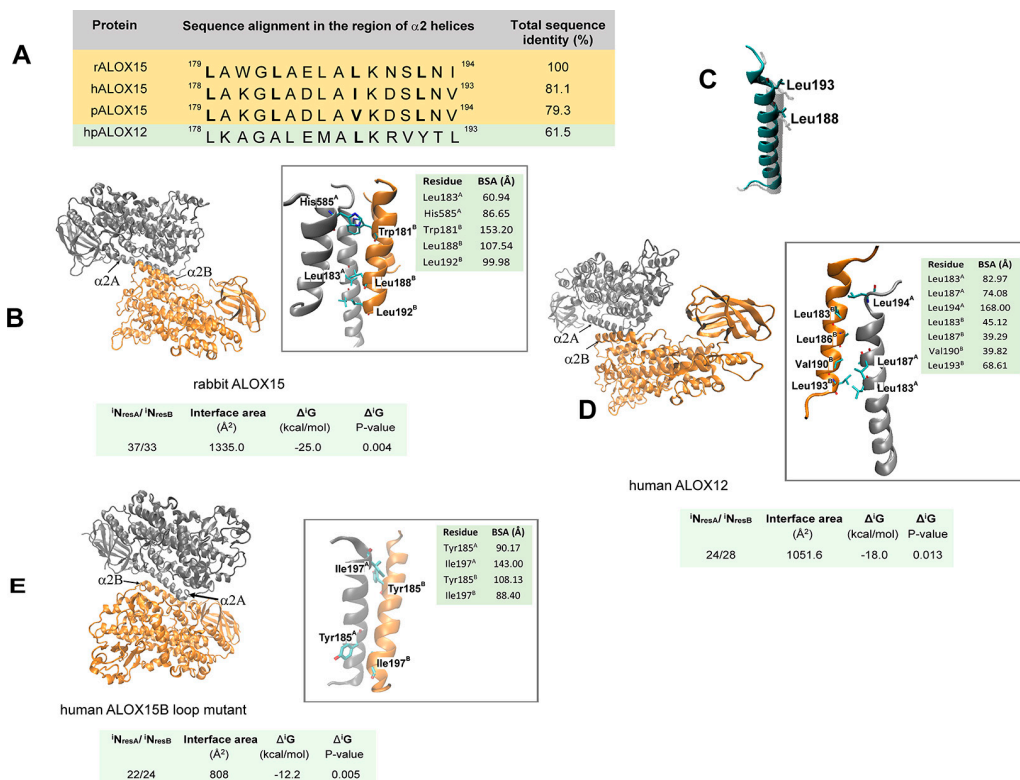 A
Protein Sequence alignment in the region of α2 helices Total sequence identity (%)
rALOX15 179 L A W G L A E L A L K N S L N I 194 100
hALOX15 178 L A K G L A D L A I K D S L N V 193 81.1
pALOX15 179 L A K G L A D L A V K D S L N V 194 79.3
hpALOX12 178 L K A G A L E M A L K R V Y T L 193 61.5
C
Leu193
Leu188
B
α2A
α2B
rabbit ALOX15
His585A
Trp181B
Leu183A
Leu188B
Leu192B
Residue BSA (Å)
Leu183A 60.94
His585A 86.65
Trp181B 153.20
Leu188B 107.54
Leu192B 99.98
iNresA/ iNresB Interface area (Å2) ΔiG (kcal/mol) ΔiG P-value
37/33 1335.0 -25.0 0.004
D
α2A
α2B
human ALOX12
Leu194A
Leu183B
Leu186B
Val190B
Leu187A
Leu193B
Leu183A
Residue BSA (Å)
Leu183A 82.97
Leu187A 74.08
Leu194A 168.00
Leu183B 45.12
Leu187B 39.29
Val190B 39.82
Leu193B 68.61
iNresA/ iNresB Interface area (Å2) ΔiG (kcal/mol) ΔiG P-value
24/28 1051.6 -18.0 0.013
E
α2B
α2A
human ALOX15B loop mutant
Ile197A
Tyr185B
Tyr185A
Ile197B
Residue BSA (Å)
Tyr185A 90.17
Ile197A 143.00
Tyr185B 108.13
Ile197B 88.40
iNresA/ iNresB Interface area (Å2) ΔiG (kcal/mol) ΔiG P-value
22/24 808 -12.2 0.005